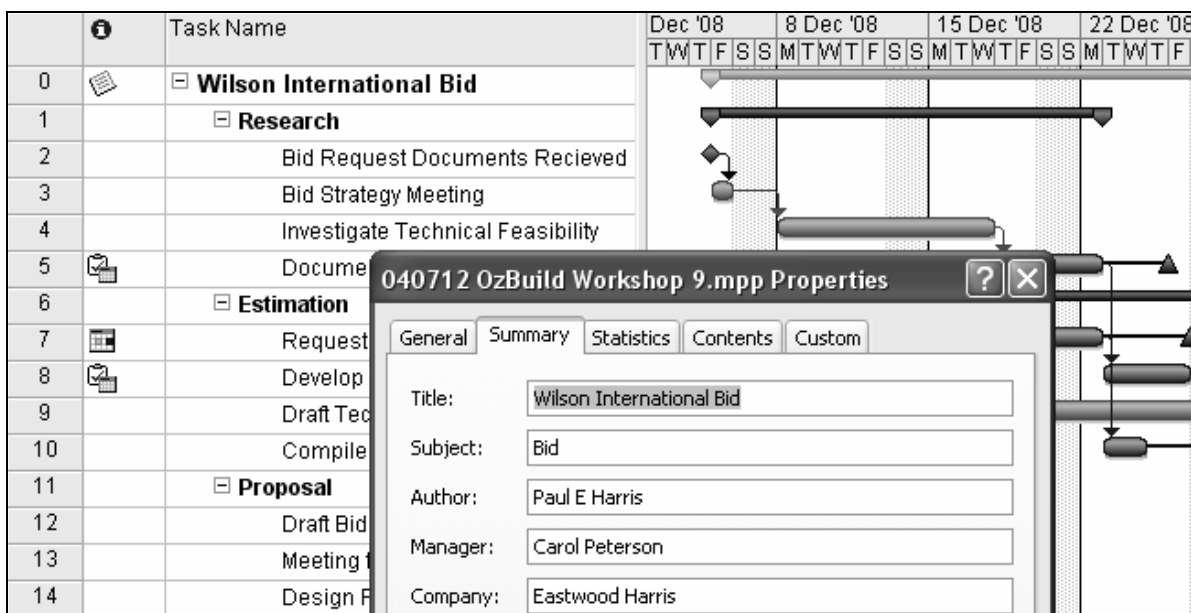 Task Name
Dec '08 8 Dec '08 15 Dec '08 22 Dec '08
T W T F S S M T W T F S S M T W T F S S M T W T F
0 Wilson International Bid
1 Research
2 Bid Request Documents Recieved
3 Bid Strategy Meeting
4 Investigate Technical Feasibility
5 Docume
6 Estimation
7 Request
8 Develop
9 Draft Tec
10 Compile
11 Proposal
12 Draft Bid
13 Meeting
14 Design
040712 OzBuild Workshop 9.mpp Properties
General Summary Statistics Contents Custom
Title: Wilson International Bid
Subject: Bid
Author: Paul E Harris
Manager: Carol Peterson
Company: Eastwood Harris